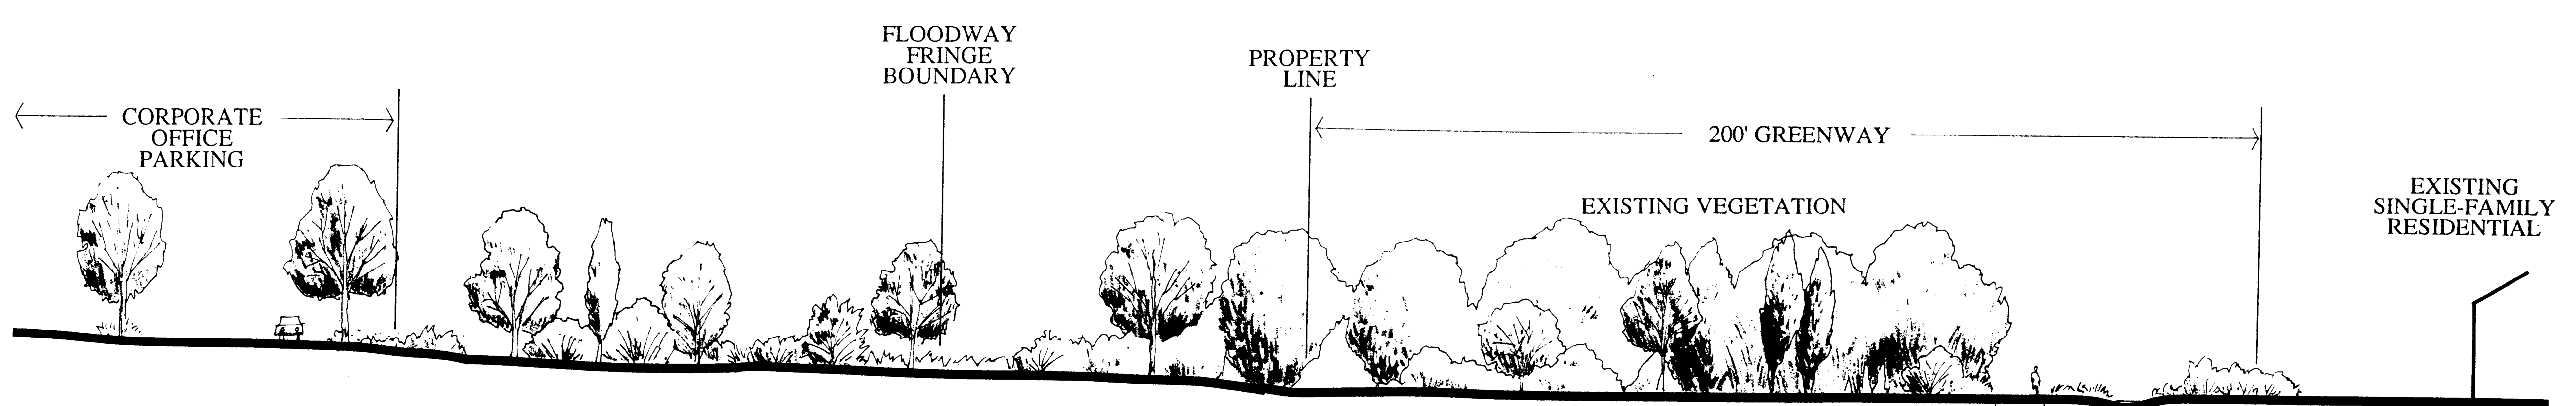 CORPORATE
OFFICE
PARKING
FLOODWAY
FRINGE
BOUNDARY
PROPERTY
LINE
200' GREENWAY
EXISTING VEGETATION
EXISTING
SINGLE-FAMILY
RESIDENTIAL